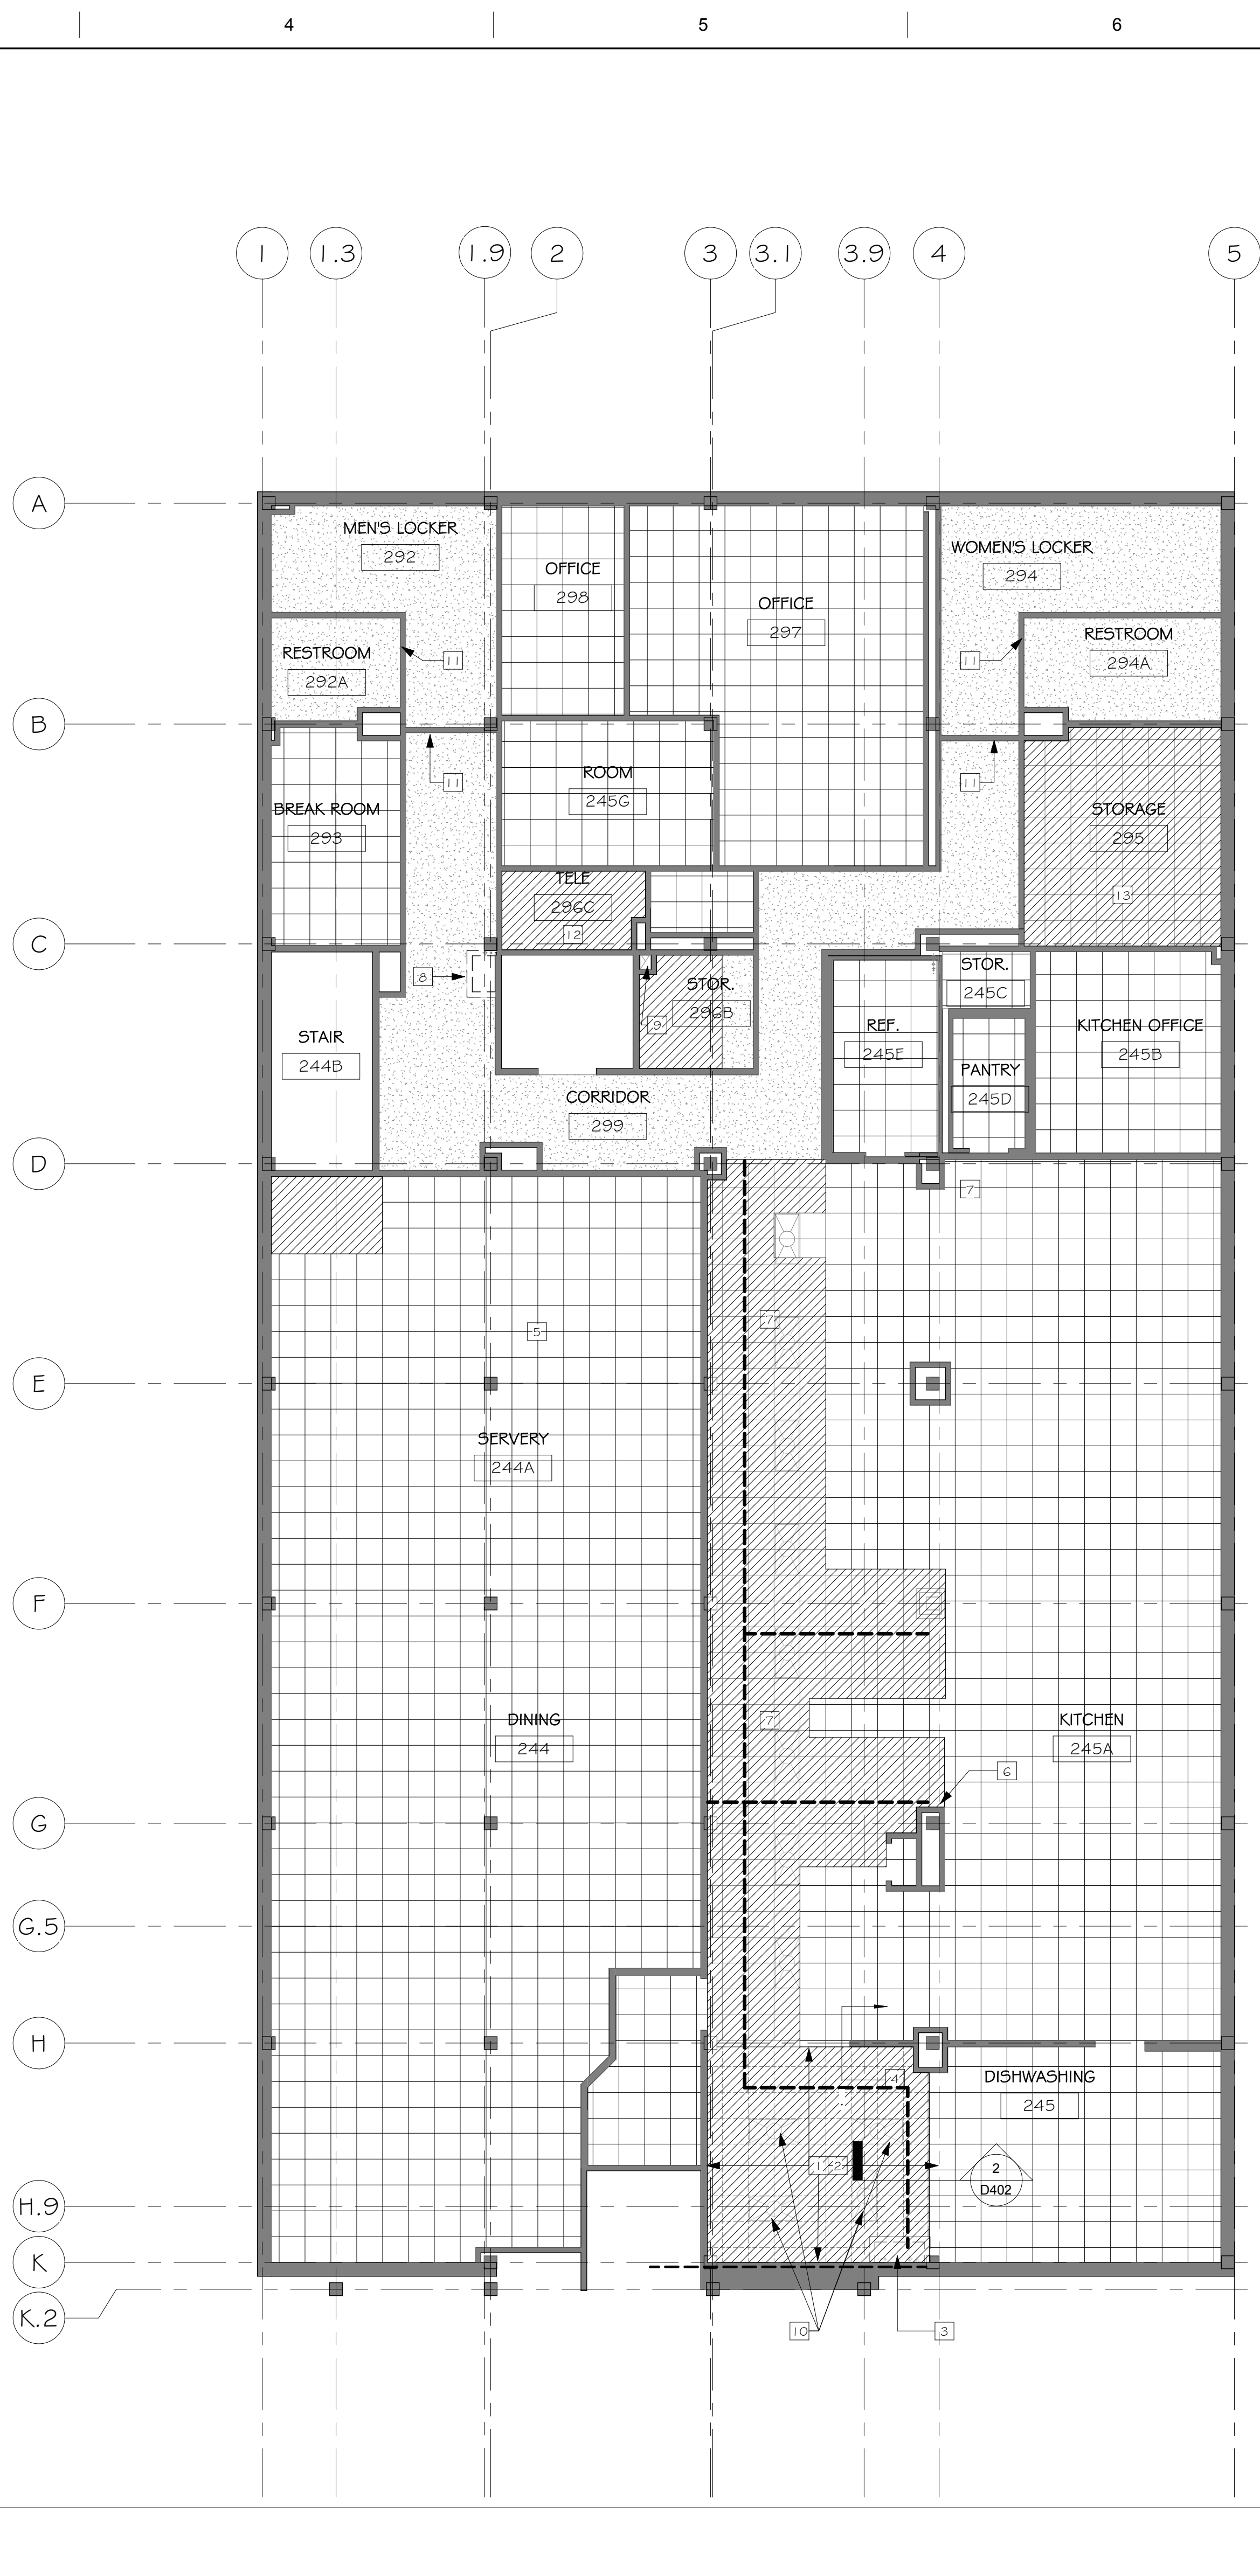 4 5 6
1 1.3 1.9 2 3 3.1 3.9 4 5
A
MEN'S LOCKER
292
WOMEN'S LOCKER
294
OFFICE
298
OFFICE
297
RESTROOM
294A
RESTROOM
292A
11
11
B
ROOM
245G
11
11
BREAK ROOM
293
STORAGE
295
TELE
296C
13
12
C
STOR.
245C
8
STOR.
296B
9
REF.
245E
KITCHEN OFFICE
245B
STAIR
244B
PANTRY
245D
CORRIDOR
299
D
7
7
5
E
SERVERY
244A
F
DINING
244
7
KITCHEN
245A
6
G
G.5
H
4
DISHWASHING
245
1 2
2
D402
H.9
K
K.2
10
3